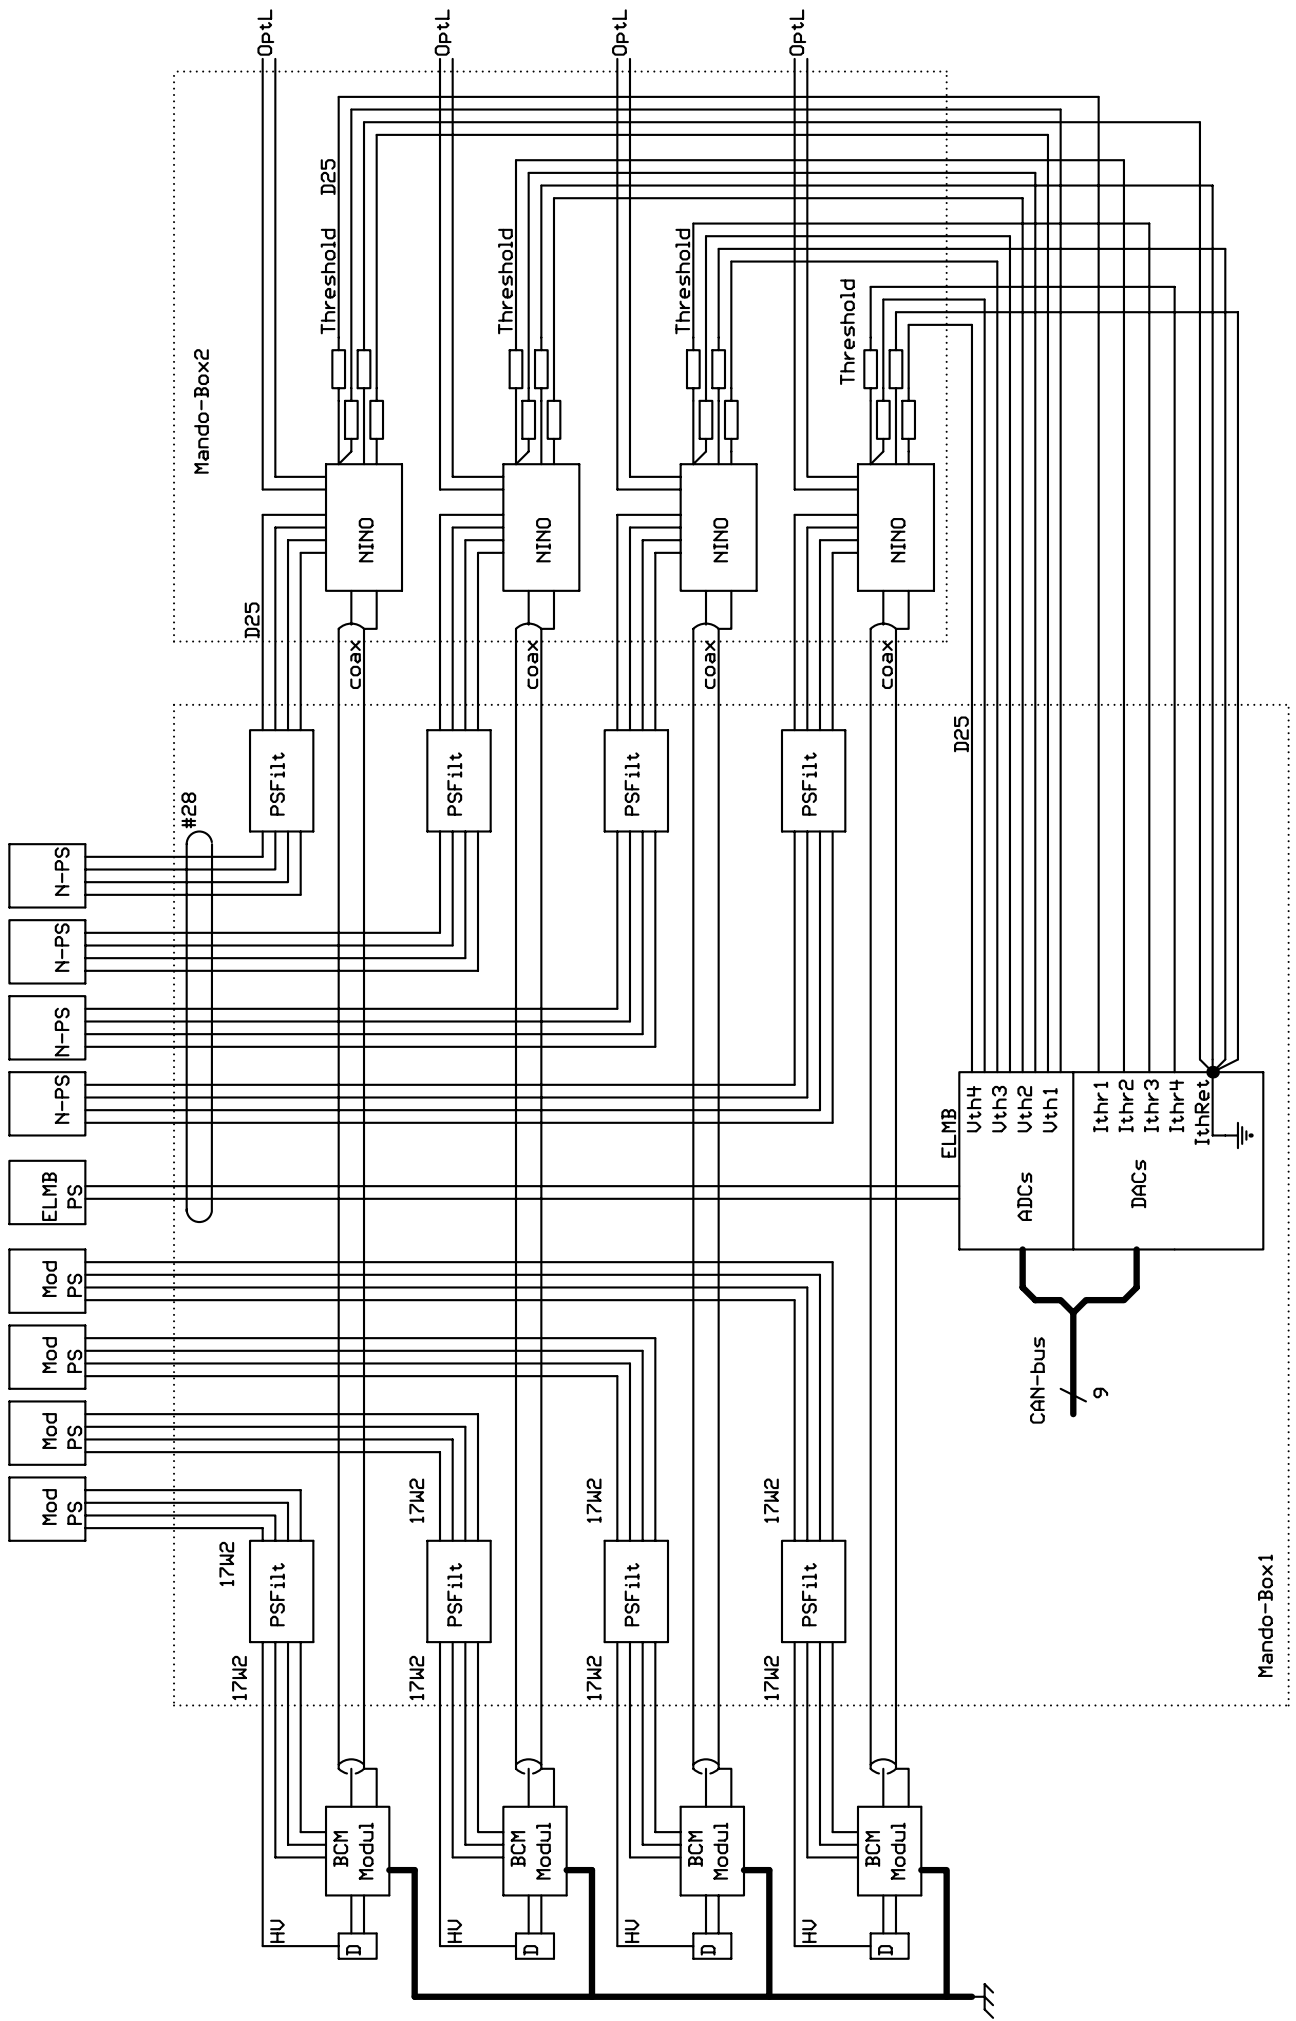 OptL
OptL
OptL
OptL
D25
Threshold
Threshold
Threshold
Threshold
Mando-Box2
NINO
NINO
NINO
NINO
D25
coax
coax
coax
coax
D25
#28
PSFilt
PSFilt
PSFilt
PSFilt
N-PS
N-PS
N-PS
N-PS
ELMB
PS
Mod
PS
Mod
PS
Mod
PS
Mod
PS
ELMB
Vth4
Vth3
Vth2
Vth1
Ithr1
Ithr2
Ithr3
Ithr4
IthRet
ADCs
DACs
CAN-bus
9
17W2
17W2
17W2
17W2
PSFilt
PSFilt
PSFilt
PSFilt
17W2
17W2
17W2
17W2
Mando-Box1
BCM
Modul
BCM
Modul
BCM
Modul
BCM
Modul
HV
HV
HV
HV
D
D
D
D